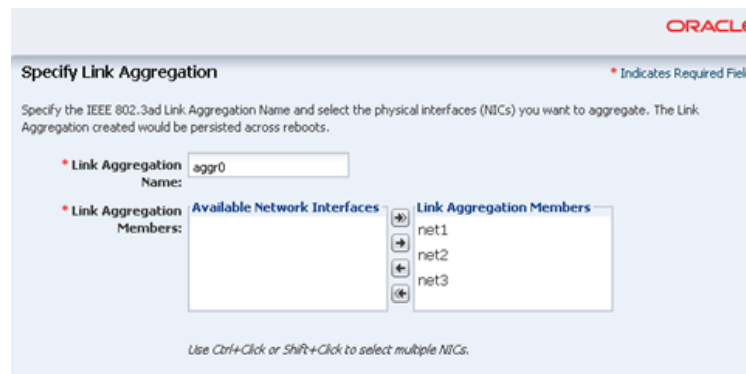 ORACLE
Specify Link Aggregation
* Indicates Required Fiel
Specify the IEEE 802.3ad Link Aggregation Name and select the physical interfaces (NICs) you want to aggregate. The Link
Aggregation created would be persisted across reboots.
* Link Aggregation Name: aggr0
* Link Aggregation Members:
Available Network Interfaces
Link Aggregation Members
net1
net2
net3
Use Ctrl+Click or Shift+Click to select multiple NICs.